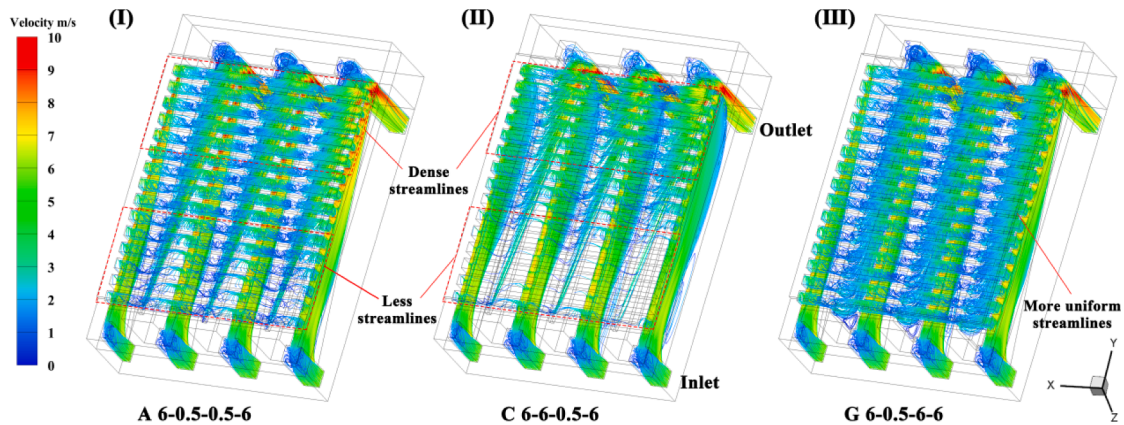 Velocity m/s
10
9
8
7
6
5
4
3
2
1
0
(I)
(II)
(III)
Outlet
Dense
streamlines
Less
streamlines
More uniform
streamlines
Inlet
Y
X
Z
A 6-0.5-0.5-6
C 6-6-0.5-6
G 6-0.5-6-6